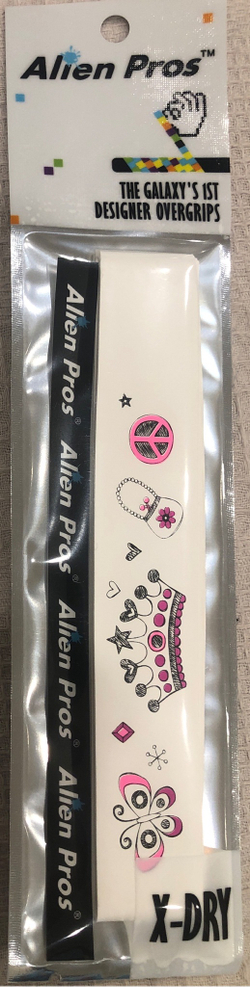 Alien Pros™
THE GALAXY'S 1ST
DESIGNER OVERGRIPS
Alien Pros®
Alien Pros®
Alien Pros®
Alien Pros®
X-DRY